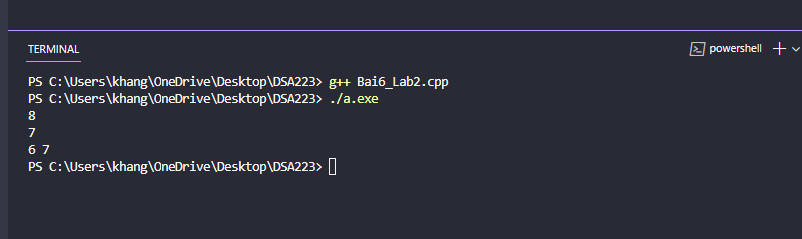 TERMINAL
powershell
PS C:\Users\khang\OneDrive\Desktop\DSA223> g++ Bai6_Lab2.cpp
PS C:\Users\khang\OneDrive\Desktop\DSA223> ./a.exe
8
7
6 7
PS C:\Users\khang\OneDrive\Desktop\DSA223>